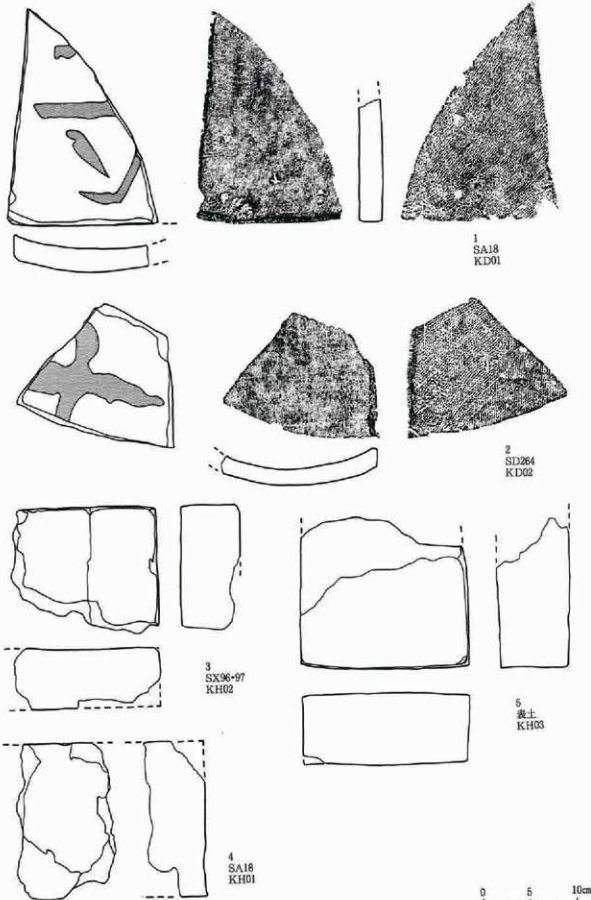 1
SA18
KD01
2
SD264
KD02
3
SX96・97
KH02
5
表土
KH03
4
SA18
KH01
0 5 10cm